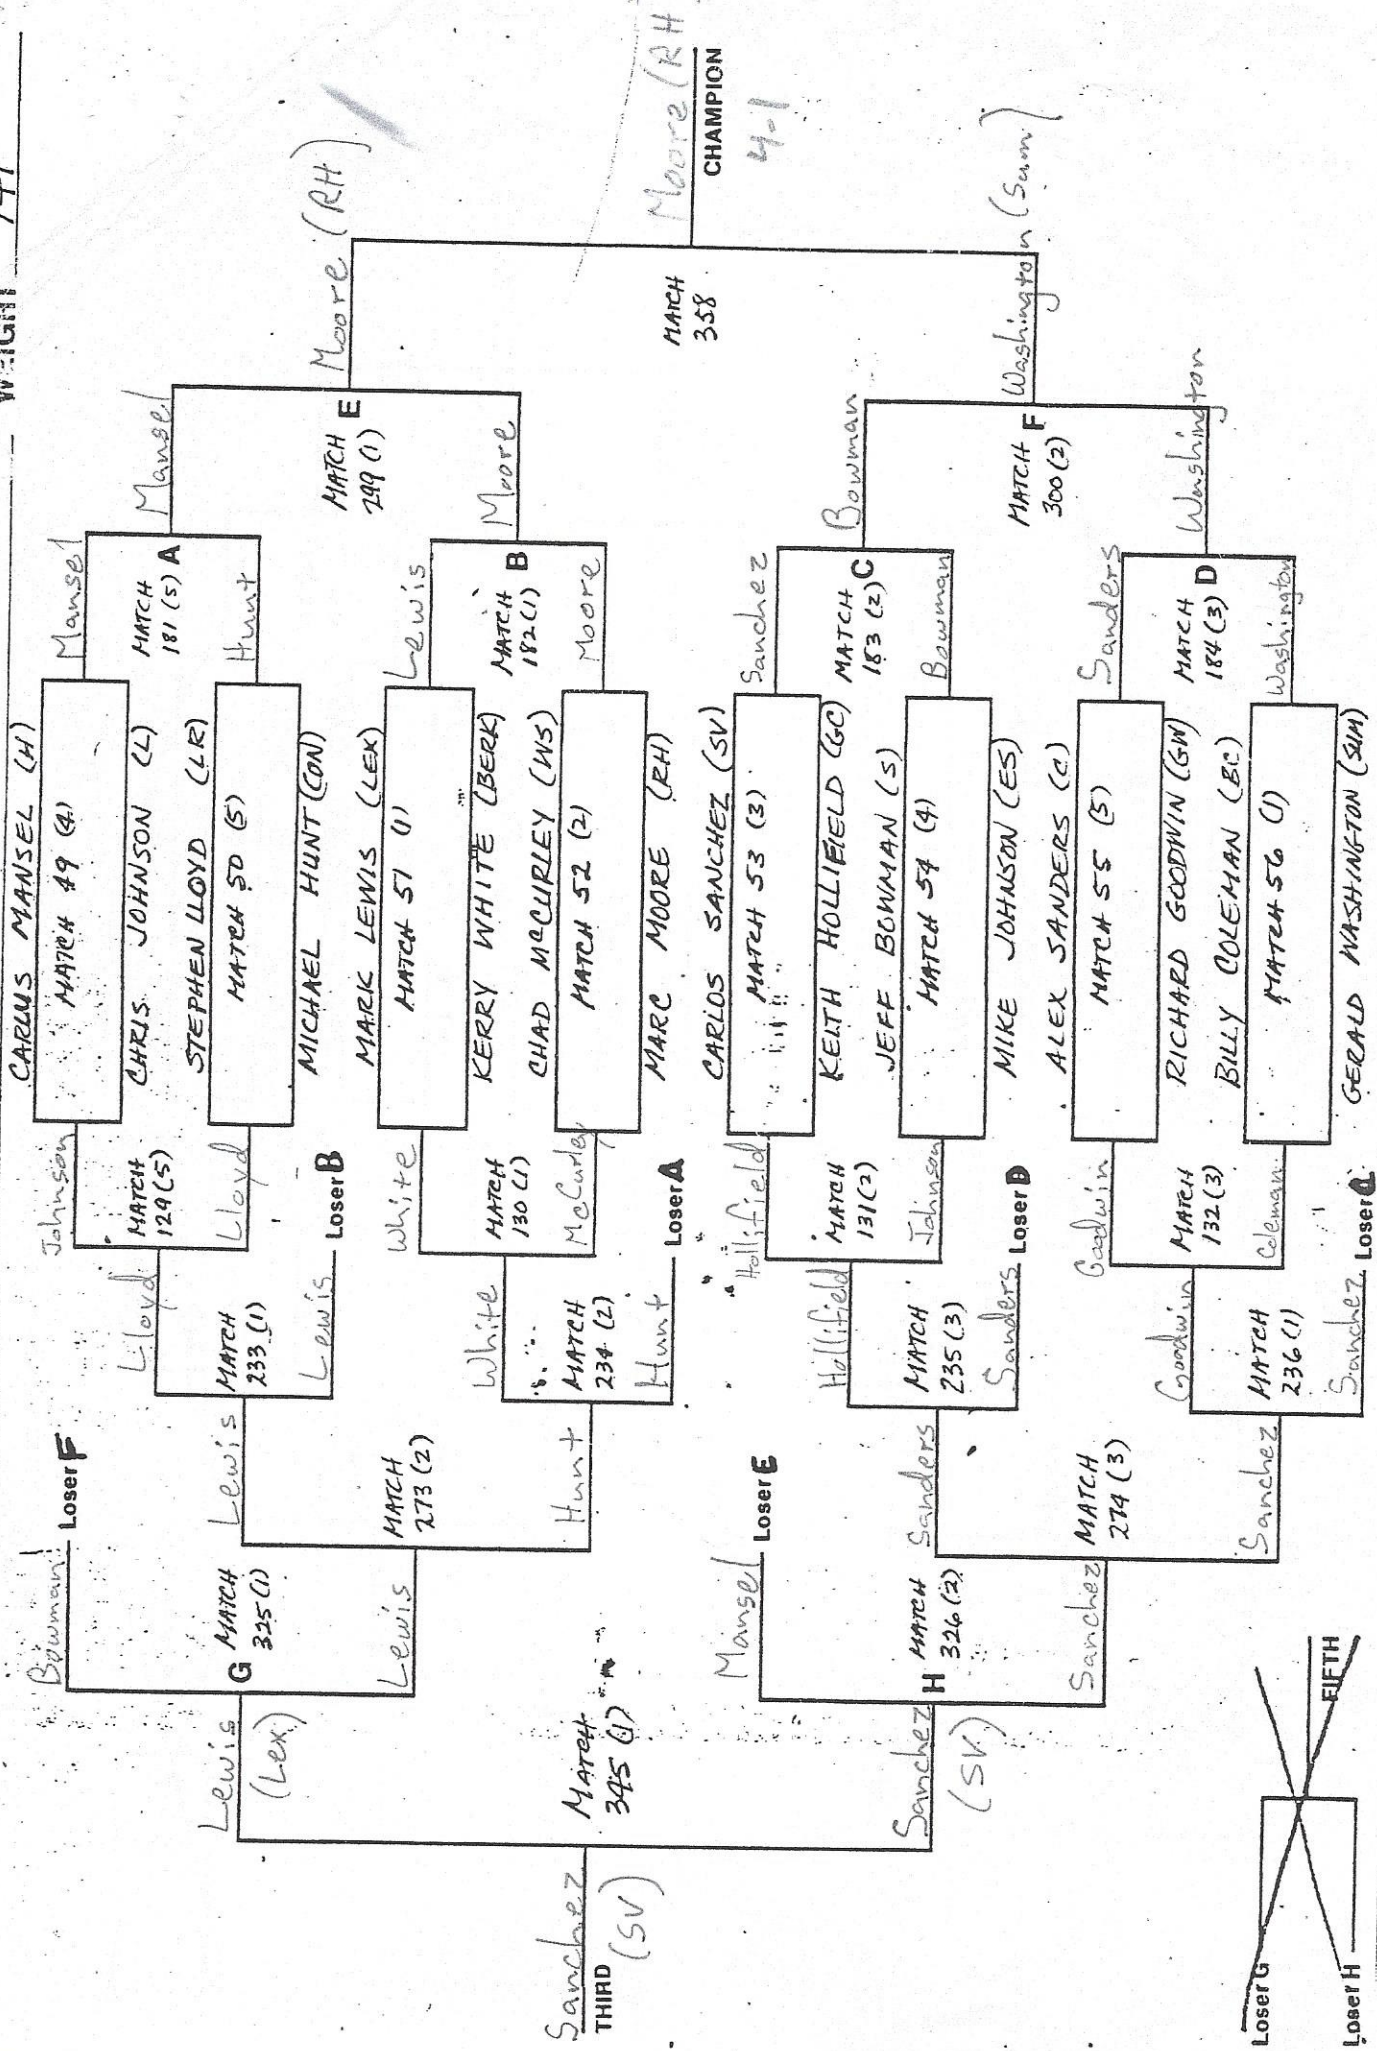 WEIGHT 141
CARUS MANSEL (H)
MATCH 49 (4)
CHRIS JOHNSON (L)
STEPHEN LLOYD (LR)
MATCH 50 (5)
MICHAEL HUNT (CON)
MARK LEWIS (LEX)
MATCH 51 (1)
KERRY WHITE (BERK)
CHAD McCURLEY (WS)
MATCH 52 (2)
MARC MOORE (RH)
CARLOS SANCHEZ (SV)
MATCH 53 (3)
KEITH HOLLIFIELD (GC)
JEFF BOWMAN (S)
MATCH 54 (4)
MIKE JOHNSON (ES)
ALEX SANDERS (C)
MATCH 55 (5)
RICHARD GOODWIN (GW)
BILLY COLEMAN (BC)
MATCH 56 (1)
GERALD WASHINGTON (SUM)
Mansel
MATCH
181 (5) A
Hunt
Lewis
MATCH
182 (1) B
Moore
Sanchez
MATCH
183 (2) C
Bowman
Sanders
MATCH
184 (3) D
Washington
Mansel
MATCH
299 (1) E
Moore
Bowman
MATCH
300 (2) F
Washington
Moore (RH)
MATCH
358
Washington (Sum)
Moore (RH
CHAMPION
4-1
Johnson
MATCH
129 (5)
Lloyd
White
MATCH
130 (1)
McCurley
Hollifield
MATCH
131 (2)
Johnson
Goodwin
MATCH
132 (3)
Coleman
Lloyd
MATCH
233 (1)
Lewis Loser B
White
MATCH
234 (2)
Hunt Loser A
Hollifield
MATCH
235 (3)
Sanders Loser D
Goodwin
MATCH
236 (1)
Sanchez Loser C
Lewis
MATCH
273 (2)
Hunt
Sanders
MATCH
274 (3)
Sanchez
Bowman Loser F
G MATCH
325 (1)
Lewis
Mansel Loser E
H MATCH
326 (2)
Sanchez
Lewis
(Lex)
MATCH
345 (1)
Sanchez
(SV)
Sanchez
THIRD (SV)
Loser G
FIFTH
Loser H